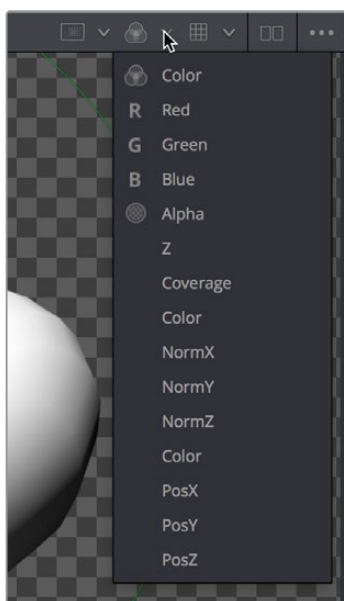 Color
R Red
G Green
B Blue
Alpha
Z
Coverage
Color
NormX
NormY
NormZ
Color
PosX
PosY
PosZ